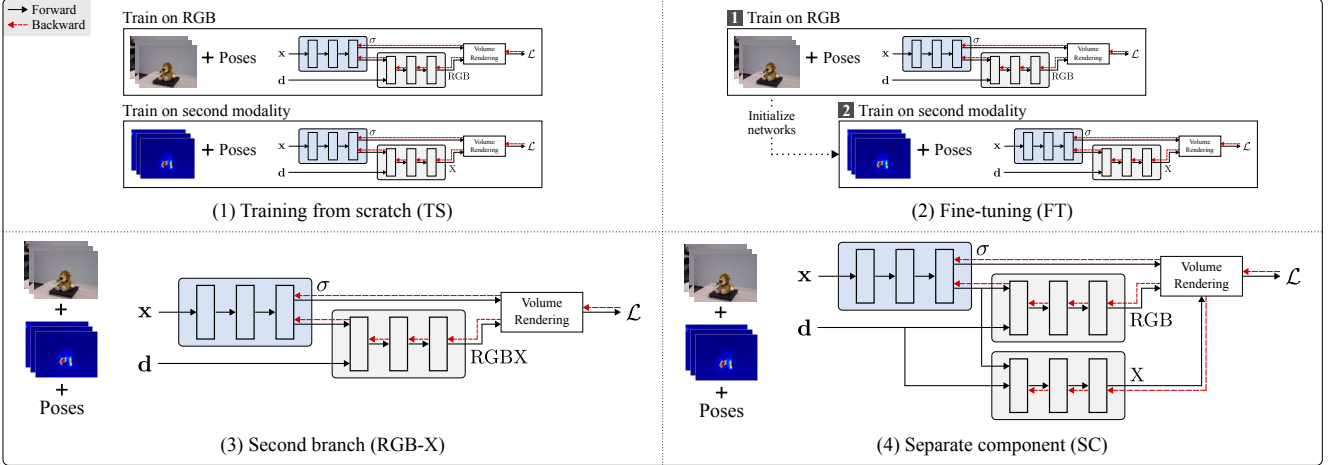 Forward
Backward
Train on RGB
+ Poses
x
d
σ
RGB
Volume
Rendering
ℒ
Train on second modality
+ Poses
x
d
σ
X
Volume
Rendering
ℒ
(1) Training from scratch (TS)
1 Train on RGB
+ Poses
x
d
σ
RGB
Volume
Rendering
ℒ
Initialize
networks
2 Train on second modality
+ Poses
x
d
σ
X
Volume
Rendering
ℒ
(2) Fine-tuning (FT)
+
+
Poses
x
d
σ
RGBX
Volume
Rendering
ℒ
(3) Second branch (RGB-X)
+
+
Poses
x
d
σ
RGB
X
Volume
Rendering
ℒ
(4) Separate component (SC)